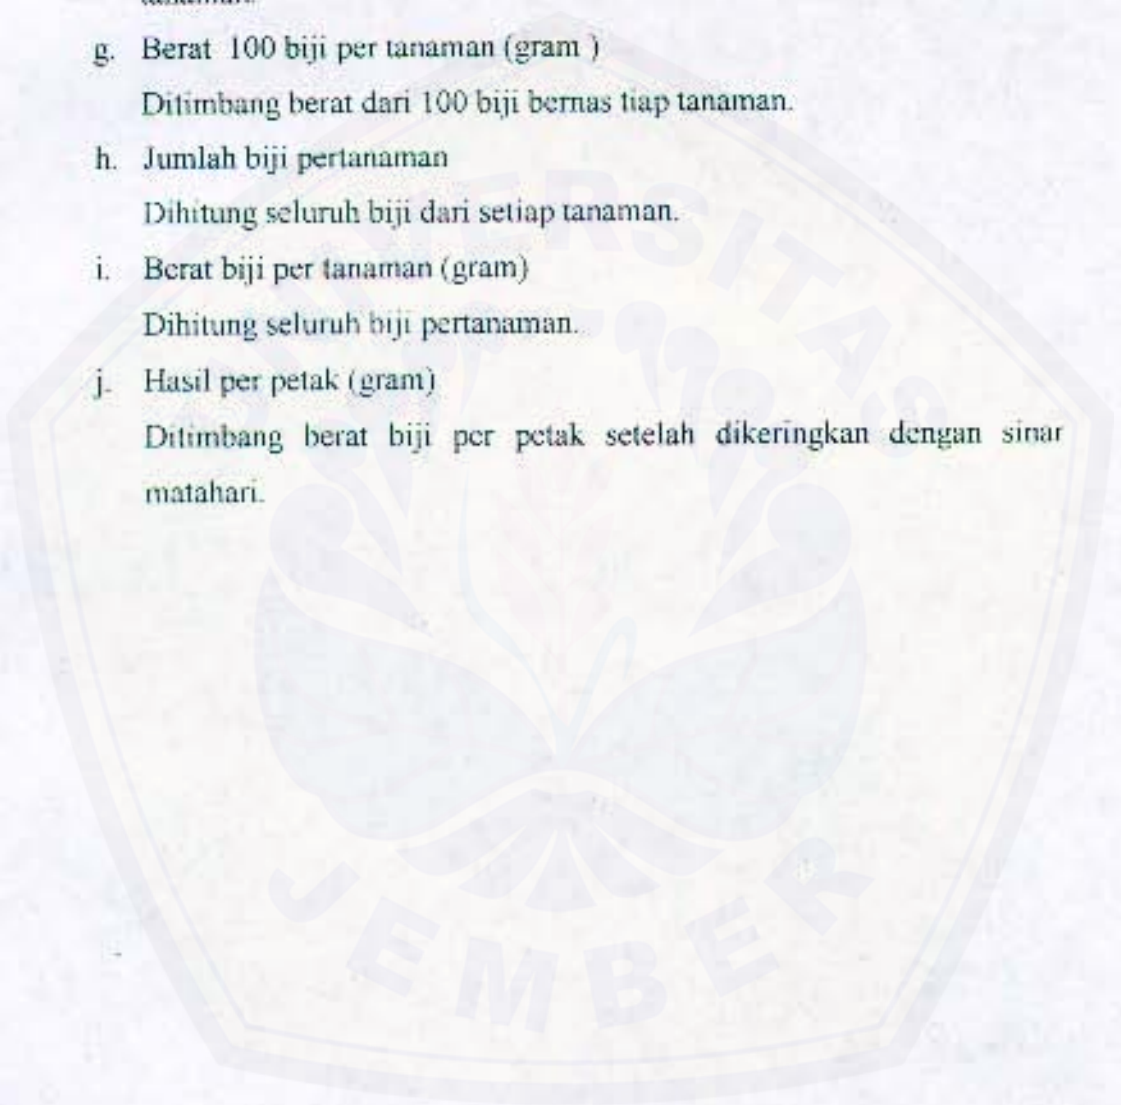 g. Berat 100 biji per tanaman (gram )
Ditimbang berat dari 100 biji bernas tiap tanaman.
h. Jumlah biji pertanaman
Dihitung seluruh biji dari setiap tanaman.
i. Berat biji per tanaman (gram)
Dihitung seluruh biji pertanaman.
j. Hasil per petak (gram)
Ditimbang berat biji per petak setelah dikeringkan dengan sinar
matahari.
UNIVERSITAS
JEMBER